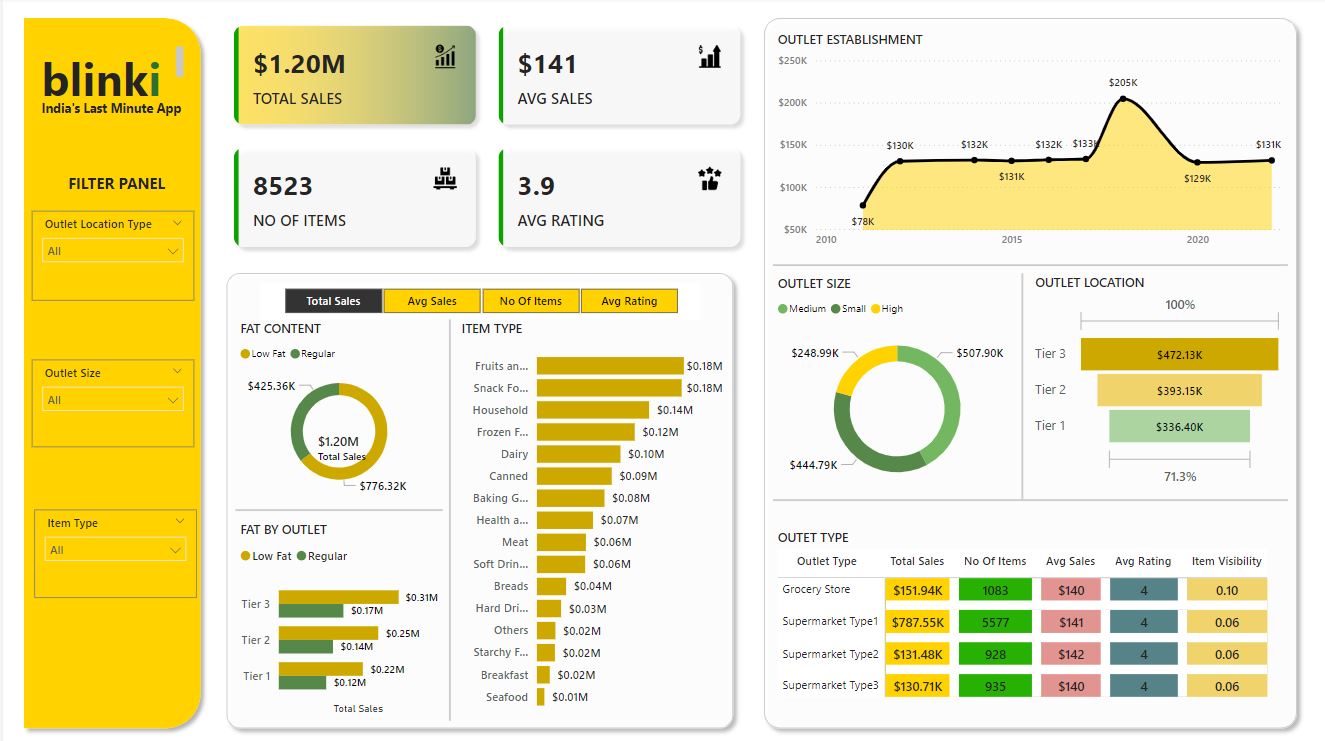 blinki
India's Last Minute App
FILTER PANEL
Outlet Location Type
All
Outlet Size
All
Item Type
All
$1.20M
TOTAL SALES
$141
AVG SALES
8523
NO OF ITEMS
3.9
AVG RATING
Total Sales Avg Sales No Of Items Avg Rating
FAT CONTENT
Low Fat Regular
$425.36K
$1.20M
Total Sales
$776.32K
FAT BY OUTLET
Low Fat Regular
Tier 3 $0.31M
$0.17M
Tier 2 $0.25M
$0.14M
Tier 1 $0.22M
$0.12M
Total Sales
ITEM TYPE
Fruits an... $0.18M
Snack Fo... $0.18M
Household $0.14M
Frozen F... $0.12M
Dairy $0.10M
Canned $0.09M
Baking G... $0.08M
Health a... $0.07M
Meat $0.06M
Soft Drin... $0.06M
Breads $0.04M
Hard Dri... $0.03M
Others $0.02M
Starchy F... $0.02M
Breakfast $0.02M
Seafood $0.01M
OUTLET ESTABLISHMENT
$250K
$200K
$150K
$100K
$50K
$78K
$130K
$132K
$131K
$132K
$133K
$205K
$129K
$131K
2010 2015 2020
OUTLET SIZE
Medium Small High
$248.99K
$507.90K
$444.79K
OUTLET LOCATION
100%
Tier 3 $472.13K
Tier 2 $393.15K
Tier 1 $336.40K
71.3%
OUTET TYPE
Outlet Type Total Sales No Of Items Avg Sales Avg Rating Item Visibility
Grocery Store $151.94K 1083 $140 4 0.10
Supermarket Type1 $787.55K 5577 $141 4 0.06
Supermarket Type2 $131.48K 928 $142 4 0.06
Supermarket Type3 $130.71K 935 $140 4 0.06